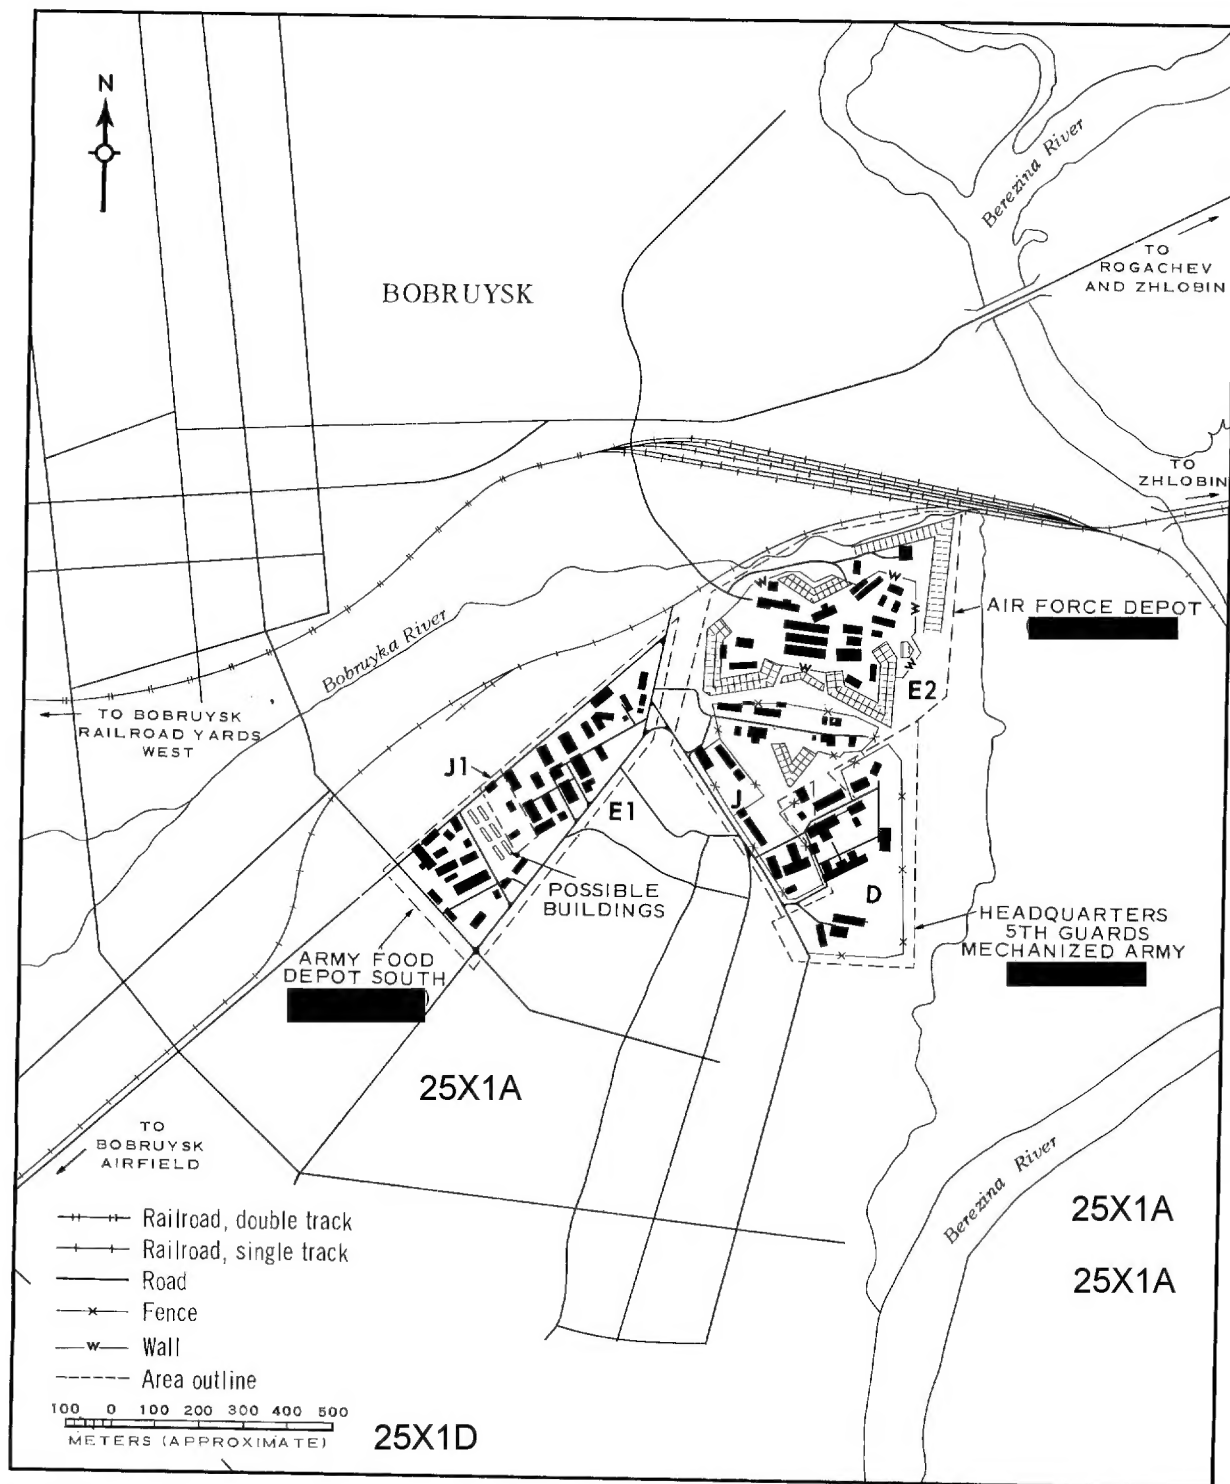 N
BOBRUYSK
Berezina River
TO
ROGACHEV
AND ZHLOBIN
TO
ZHLOBIN
W
W
W
AIR FORCE DEPOT
W
W
E2
Bobruyka River
TO BOBRUYSK
RAILROAD YARDS
WEST
J1
E1
J
POSSIBLE
BUILDINGS
D
HEADQUARTERS
5TH GUARDS
MECHANIZED ARMY
ARMY FOOD
DEPOT SOUTH
25X1A
TO
BOBRUYSK
AIRFIELD
Berezina River
25X1A
25X1A
Railroad, double track
Railroad, single track
Road
Fence
W
Wall
Area outline
100 0 100 200 300 400 500
METERS (APPROXIMATE)
25X1D